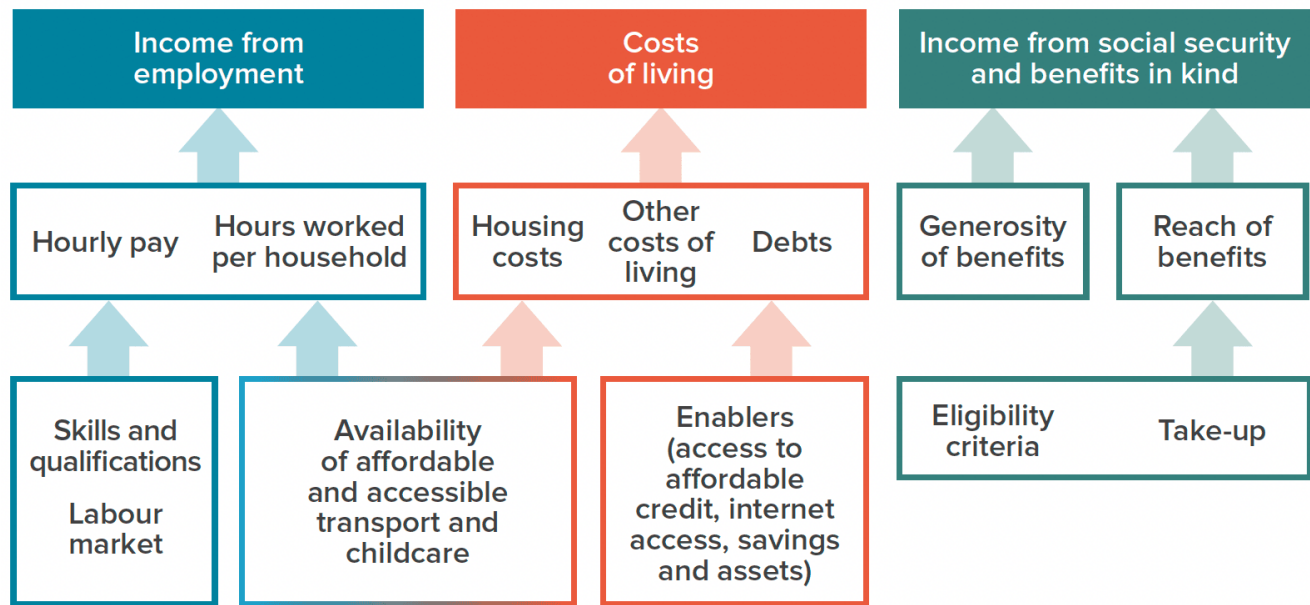 Income from
employment
Costs
of living
Income from social security
and benefits in kind
Hourly pay
Hours worked
per household
Housing
costs
Other
costs of
living
Debts
Generosity
of benefits
Reach of
benefits
Skills and
qualifications
Labour
market
Availability
of affordable
and accessible
transport and
childcare
Enablers
(access to
affordable
credit, internet
access, savings
and assets)
Eligibility
criteria
Take-up